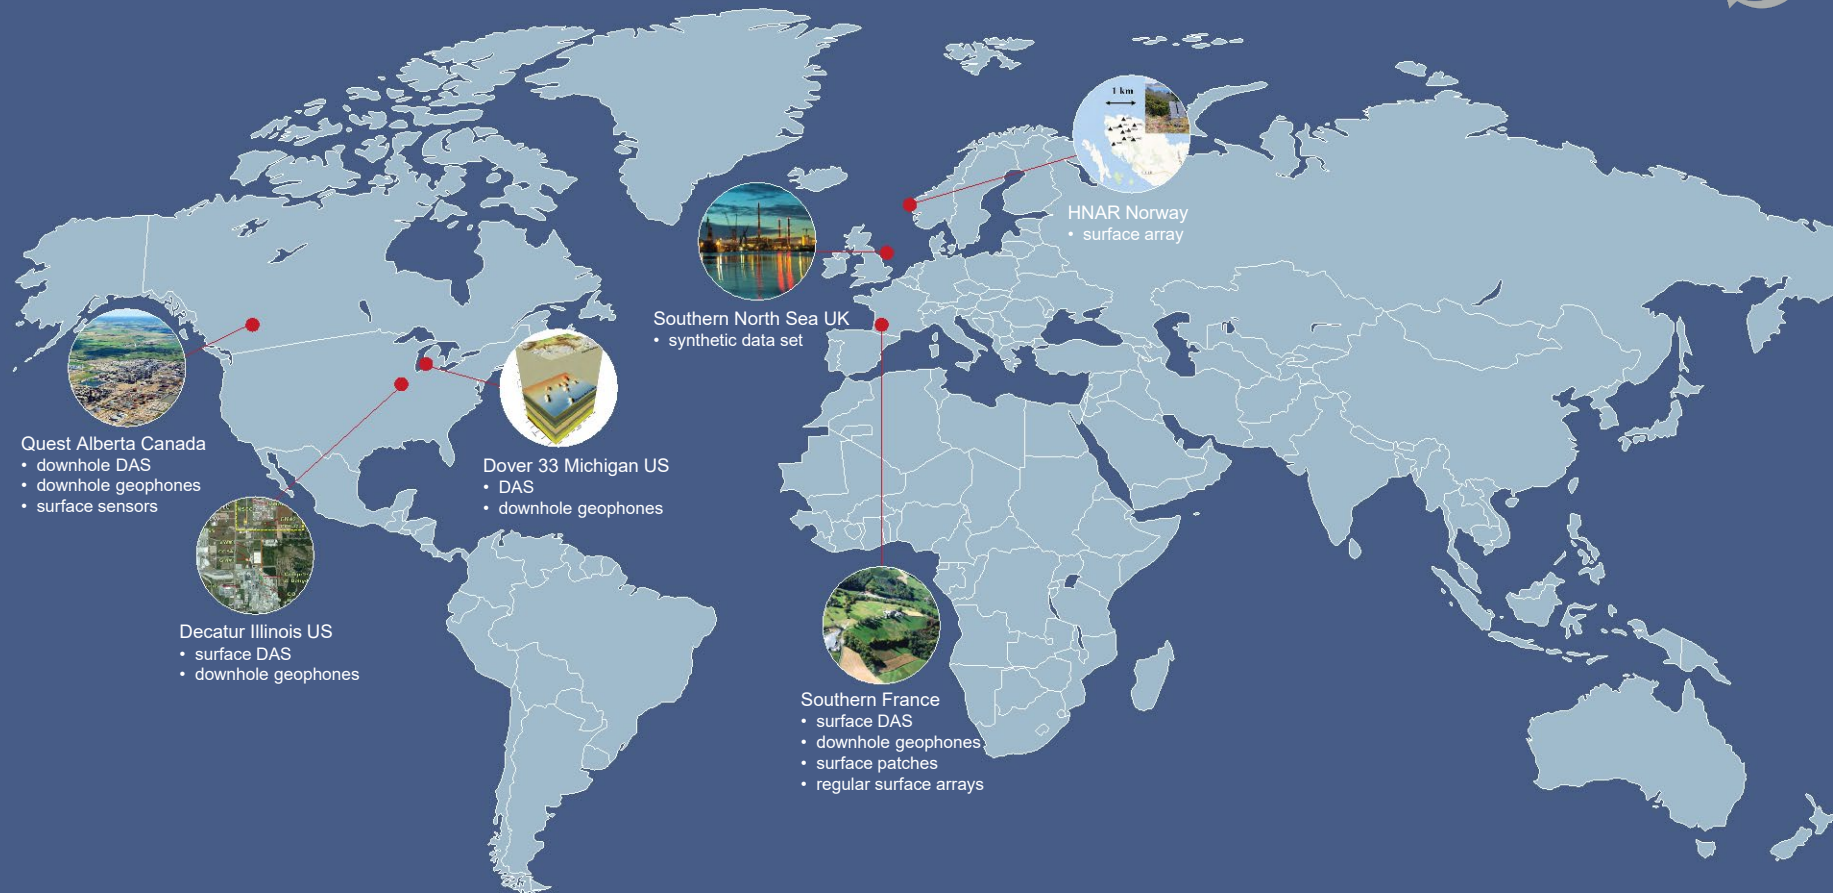 1 km
HNAR Norway
• surface array
Southern North Sea UK
• synthetic data set
Quest Alberta Canada
• downhole DAS
• downhole geophones
• surface sensors
Dover 33 Michigan US
• DAS
• downhole geophones
Decatur Illinois US
• surface DAS
• downhole geophones
Southern France
• surface DAS
• downhole geophones
• surface patches
• regular surface arrays